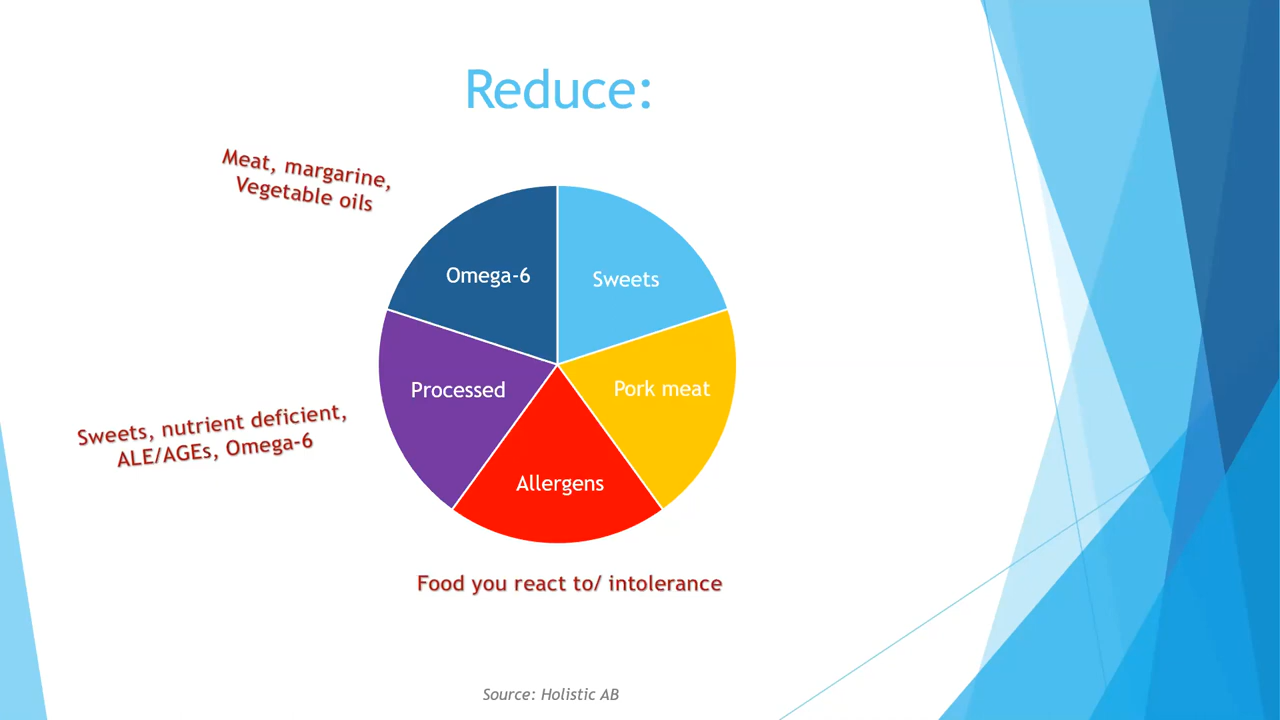 Reduce:
Meat, margarine,
Vegetable oils
Omega-6
Sweets
Processed
Pork meat
Sweets, nutrient deficient,
ALE/AGEs, Omega-6
Allergens
Food you react to/ intolerance
Source: Holistic AB